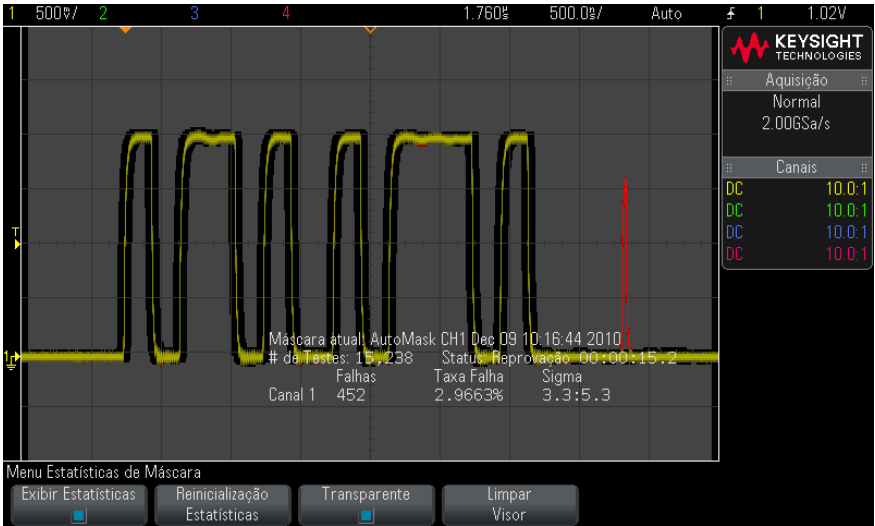 1 500mV/ 2 3 4 1.760us 500.0ns/ Auto 1 1.02V
KEYSIGHT
TECHNOLOGIES
Aquisição
Normal
2.00GSa/s
Canais
DC 10.0:1
DC 10.0:1
DC 10.0:1
DC 10.0:1
T
1
Máscara atual: AutoMask CH1 Dec 09 10:16:44 2010
# de Testes: 15,238 Status: Reprovação 00:00:15.2
Falhas Taxa Falha Sigma
Canal 1 452 2.9663% 3.3:5.3
Menu Estatísticas de Máscara
Exibir Estatísticas
Reinicialização
Estatísticas
Transparente
Limpar
Visor